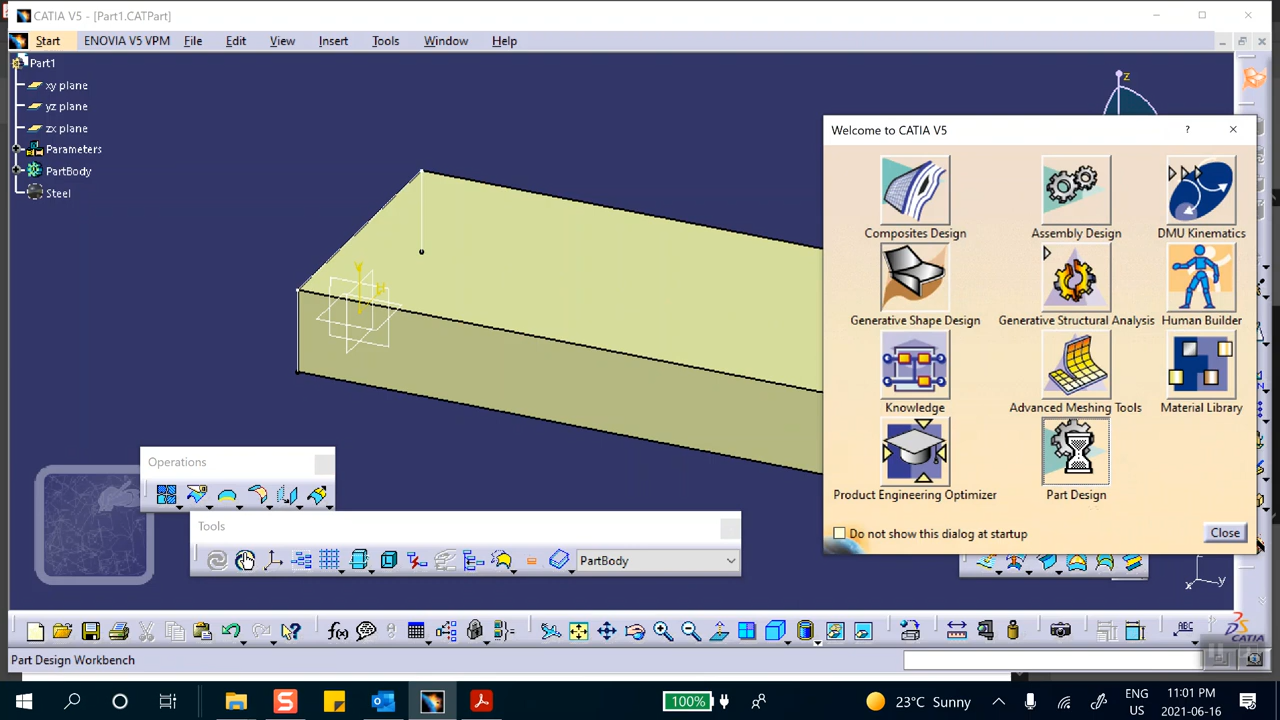 CATIA V5 - [Part1.CATPart]
Start ENOVIA V5 VPM File Edit View Insert Tools Window Help
Part1
xy plane
yz plane
zx plane
Parameters
PartBody
Steel
z
Welcome to CATIA V5 ?
Composites Design Assembly Design DMU Kinematics
Generative Shape Design Generative Structural Analysis Human Builder
Knowledge Advanced Meshing Tools Material Library
Product Engineering Optimizer Part Design
Do not show this dialog at startup Close
Operations
Tools
PartBody
x y
f(x) ABC
CATIA
Part Design Workbench
100% 23°C Sunny ENG US 11:01 PM 2021-06-16